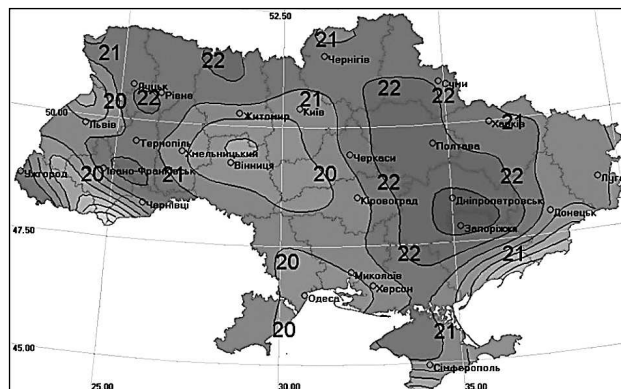 52.50
21
22
21
Чернігів
Луцьк
22
Рівне
22
Суми
22
50.00
20
Львів
Житомир
21
Київ
21
Харків
Тернопіль
Хмельницький
Вінниця
Черкаси
Полтава
Ужгород
20
Івано-Франківськ
21
20
22
22
Луга
Чернівці
Кіровоград
Дніпропетровськ
Донецьк
47.50
Запоріжжя
20
22
21
Миколаїв
Херсон
Одеса
20
21
45.00
Сімферополь
25.00
30.00
35.00